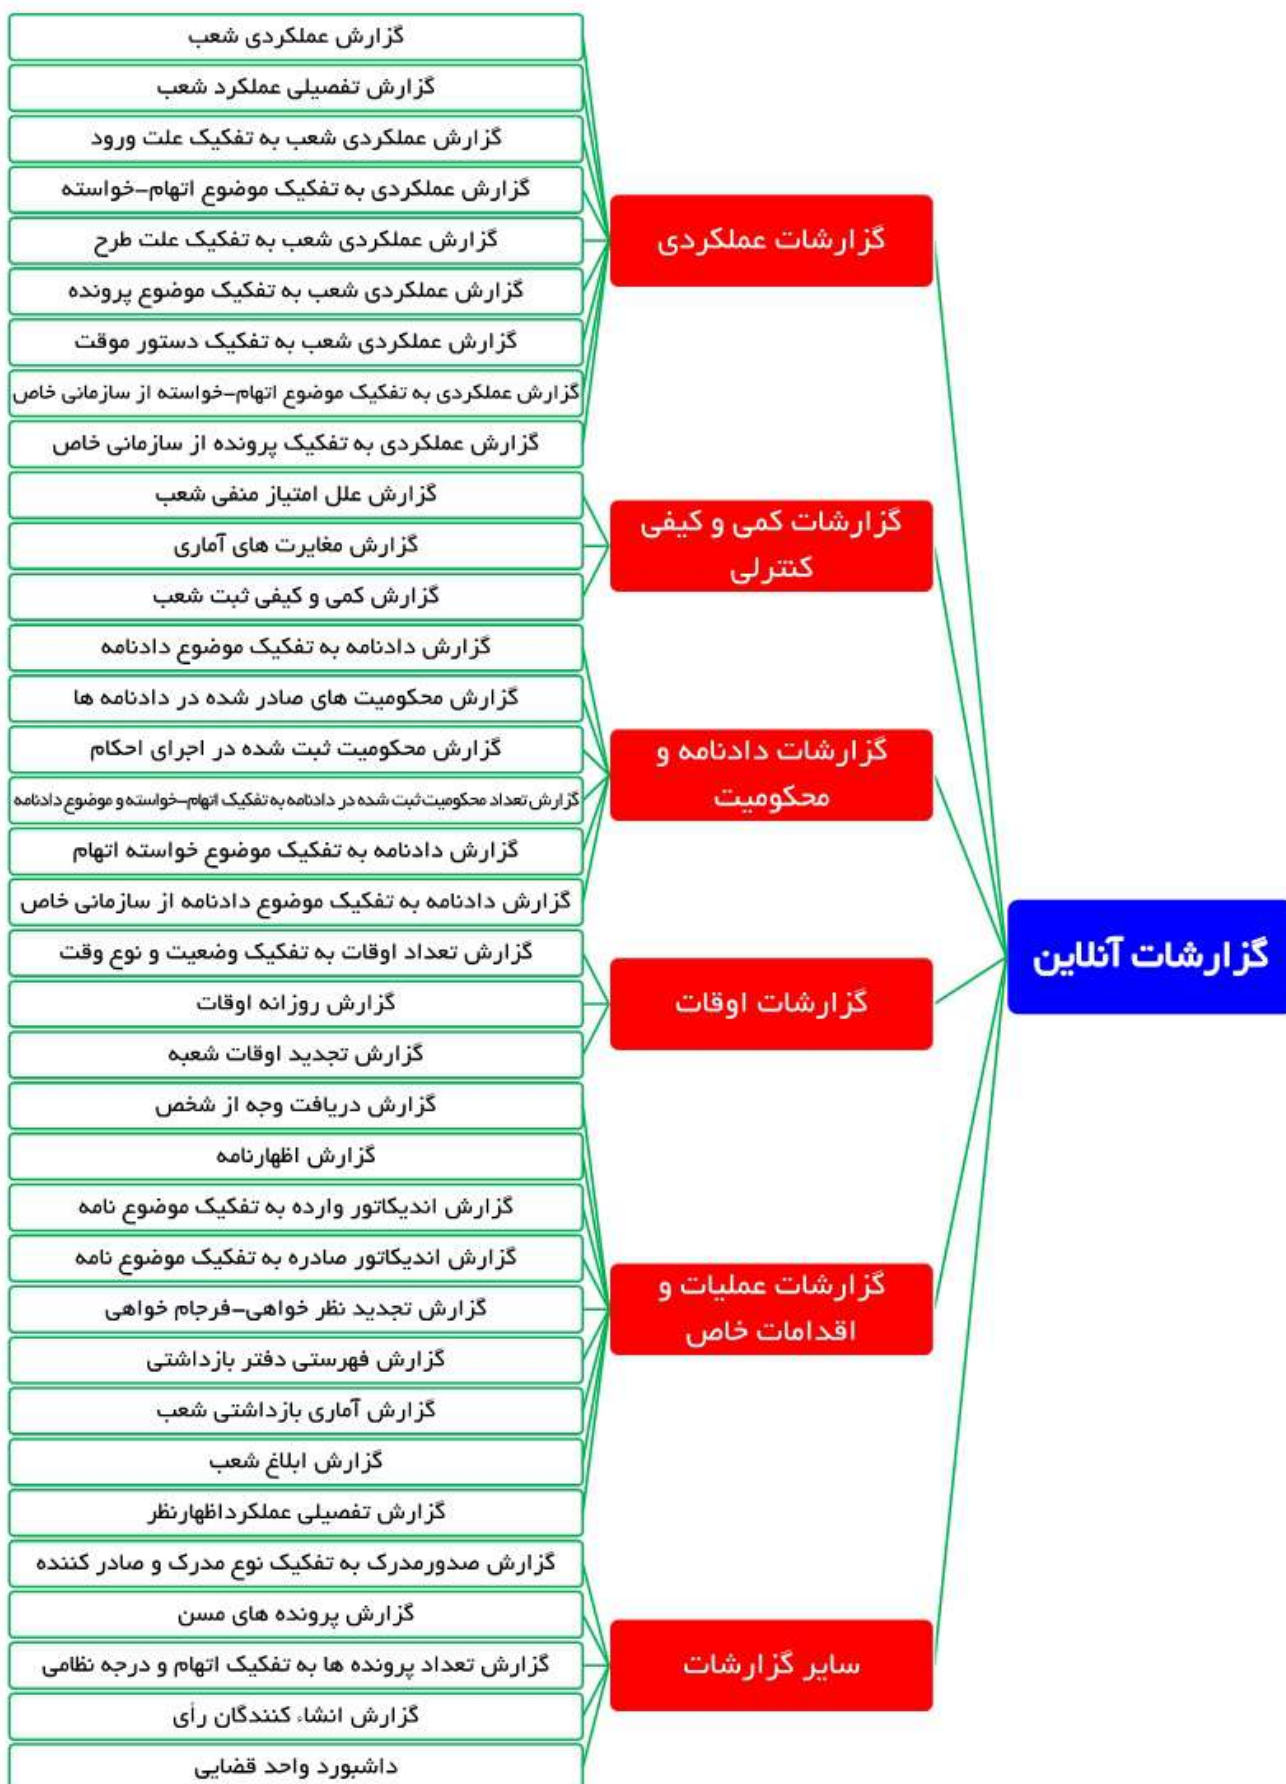 گزارشات آنلاین
گزارشات عملکردی
گزارش عملکردی شعب
گزارش تفصیلی عملکرد شعب
گزارش عملکردی شعب به تفکیک علت ورود
گزارش عملکردی به تفکیک موضوع اتهام–خواسته
گزارش عملکردی شعب به تفکیک علت طرح
گزارش عملکردی شعب به تفکیک موضوع پرونده
گزارش عملکردی شعب به تفکیک دستور موقت
گزارش عملکردی به تفکیک موضوع اتهام–خواسته از سازمانی خاص
گزارش عملکردی به تفکیک پرونده از سازمانی خاص
گزارشات کمی و کیفی
کنترلی
گزارش علل امتیاز منفی شعب
گزارش مغایرت های آماری
گزارش کمی و کیفی ثبت شعب
گزارشات دادنامه و
محکومیت
گزارش دادنامه به تفکیک موضوع دادنامه
گزارش محکومیت های صادر شده در دادنامه ها
گزارش محکومیت ثبت شده در اجرای احکام
گزارش تعداد محکومیت ثبت شده در دادنامه به تفکیک اتهام–خواسته و موضوع دادنامه
گزارش دادنامه به تفکیک موضوع خواسته اتهام
گزارش دادنامه به تفکیک موضوع دادنامه از سازمانی خاص
گزارشات اوقات
گزارش تعداد اوقات به تفکیک وضعیت و نوع وقت
گزارش روزانه اوقات
گزارش تجدید اوقات شعبه
گزارشات عملیات و
اقدامات خاص
گزارش دریافت وجه از شخص
گزارش اظهارنامه
گزارش اندیکاتور وارده به تفکیک موضوع نامه
گزارش اندیکاتور صادره به تفکیک موضوع نامه
گزارش تجدید نظر خواهی–فرجام خواهی
گزارش فهرستی دفتر بازداشتی
گزارش آماری بازداشتی شعب
گزارش ابلاغ شعب
گزارش تفصیلی عملکرداظهارنظر
سایر گزارشات
گزارش صدورمدرک به تفکیک نوع مدرک و صادر کننده
گزارش پرونده های مسن
گزارش تعداد پرونده ها به تفکیک اتهام و درجه نظامی
گزارش انشاء کنندگان رأی
داشبورد واحد قضایی